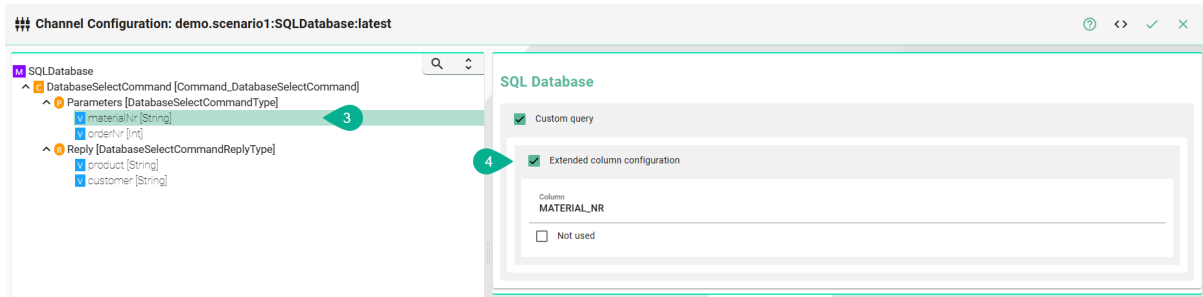 Channel Configuration: demo.scenario1:SQLDatabase:latest
M SQLDatabase
C DatabaseSelectCommand [Command_DatabaseSelectCommand]
P Parameters [DatabaseSelectCommandType]
V materialNr [String]
3
V orderNr [Int]
R Reply [DatabaseSelectCommandReplyType]
V product [String]
V customer [String]
SQL Database
Custom query
4
Extended column configuration
Column
MATERIAL_NR
Not used